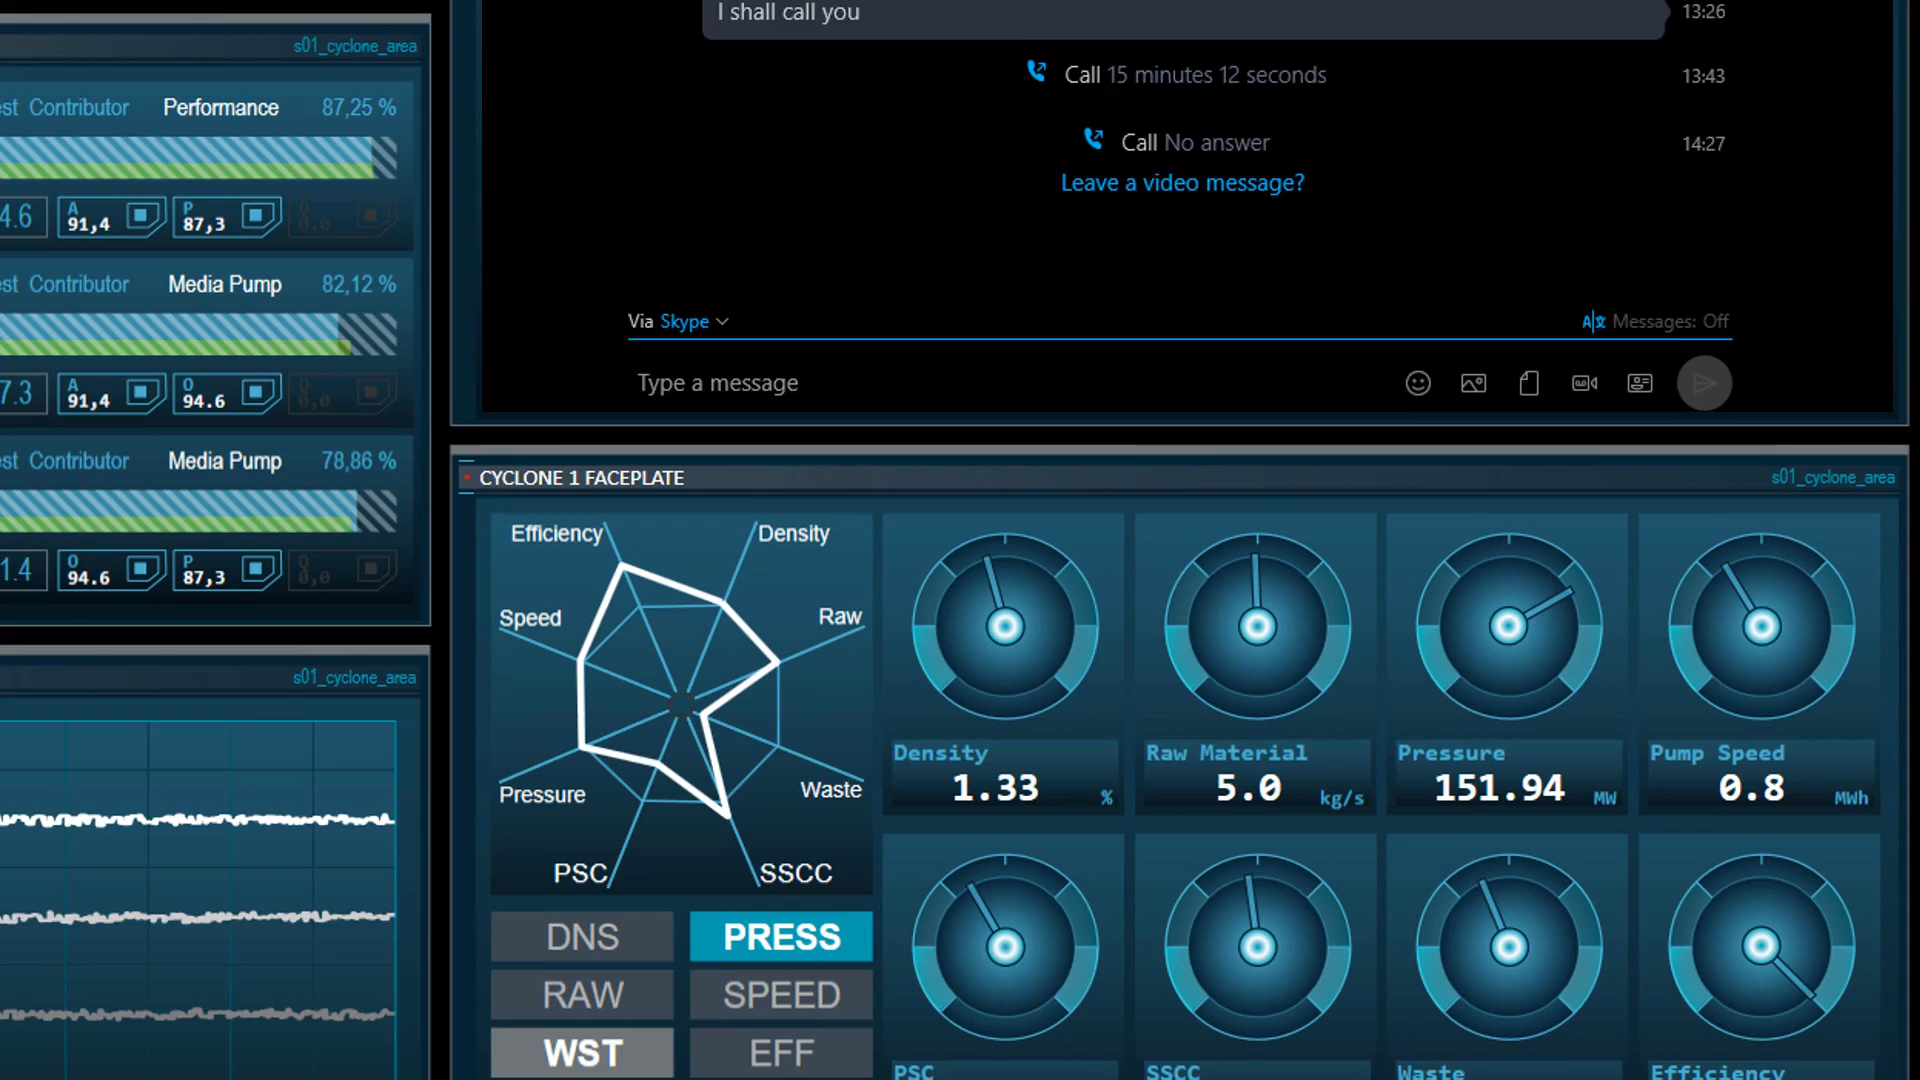 s01_cyclone_area
est Contributor Performance 87,25 %
4.6 A 91,4 P 87,3
est Contributor Media Pump 82,12 %
7.3 A 91,4 O 94.6
est Contributor Media Pump 78,86 %
1.4 O 94.6 P 87,3
s01_cyclone_area
I shall call you 13:26
Call 15 minutes 12 seconds 13:43
Call No answer 14:27
Leave a video message?
Via Skype
Messages: Off
Type a message
CYCLONE 1 FACEPLATE
s01_cyclone_area
Efficiency
Density
Speed
Raw
Pressure
Waste
PSC
SSCC
DNS PRESS
RAW SPEED
WST EFF
Density
1.33 %
Raw Material
5.0 kg/s
Pressure
151.94 MW
Pump Speed
0.8 MWh
PSC
SSCC
Waste
Efficiency